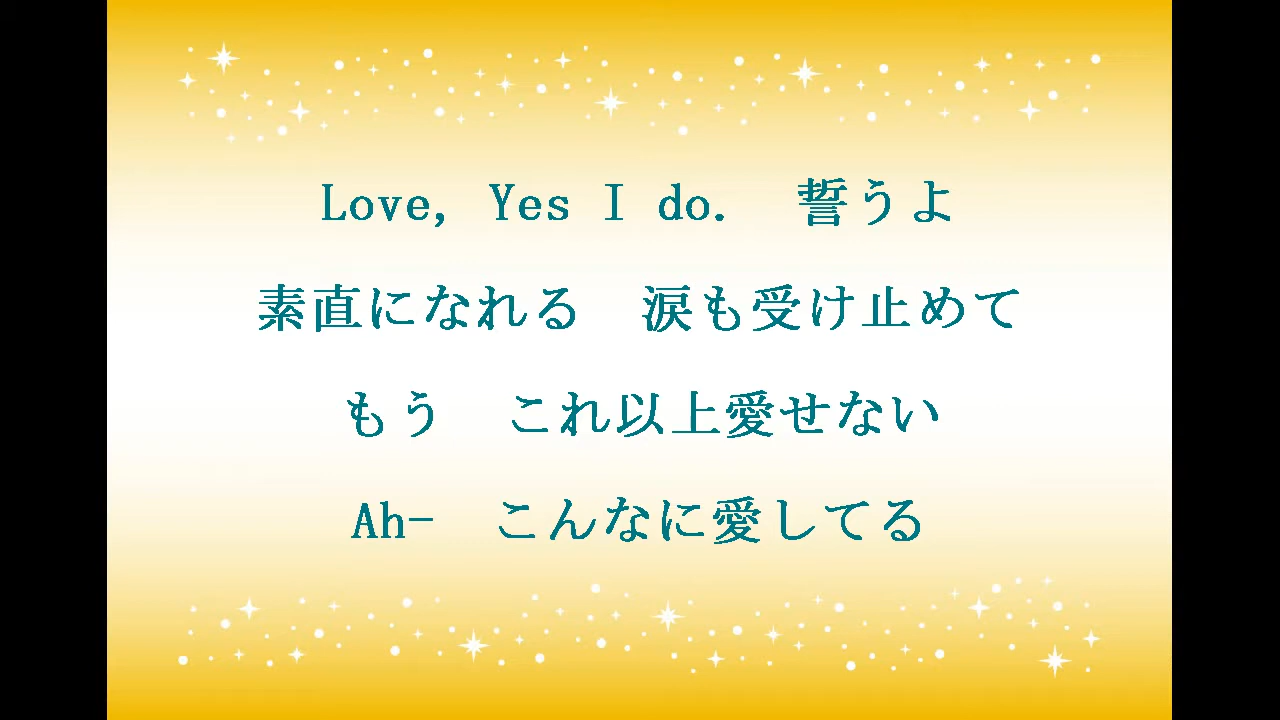 Love, Yes I do.　誓うよ
素直になれる　涙も受け止めて
もう　これ以上愛せない
Ah-　こんなに愛してる